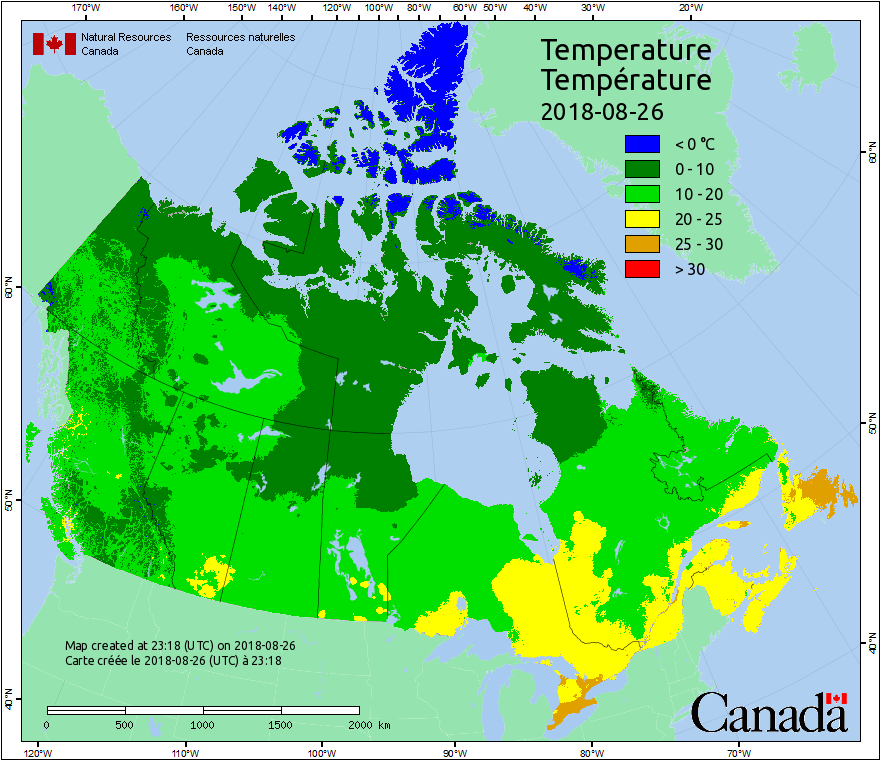 170°W 160°W 150°W 140°W 130°W 120°W 110°W 100°W 80°W 60°W 50°W 40°W 30°W 20°W
Natural Resources Ressources naturelles
Canada Canada
Temperature
Température
2018-08-26
< 0 °C
0 - 10
10 - 20
20 - 25
25 - 30
> 30
60°N
60°N
50°N
50°N
40°N
40°N
Map created at 23:18 (UTC) on 2018-08-26
Carte créée le 2018-08-26 (UTC) à 23:18
0 500 1000 1500 2000 km
Canada
120°W 110°W 100°W 90°W 80°W 70°W